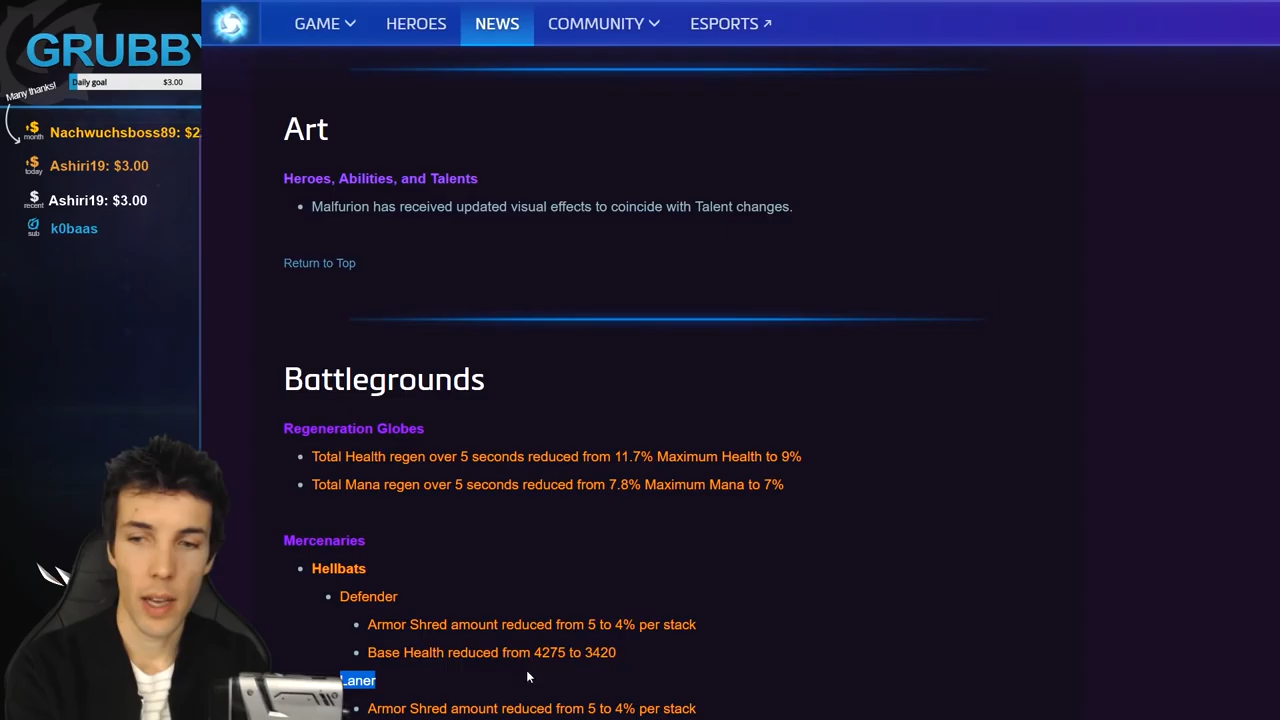 GAME HEROES NEWS COMMUNITY ESPORTS
GRUBBY
Daily goal $3.00
Many thanks!
$ month Nachwuchsboss89: $2
$ today Ashiri19: $3.00
$ recent Ashiri19: $3.00
sub k0baas
Art
Heroes, Abilities, and Talents
Malfurion has received updated visual effects to coincide with Talent changes.
Return to Top
Battlegrounds
Regeneration Globes
Total Health regen over 5 seconds reduced from 11.7% Maximum Health to 9%
Total Mana regen over 5 seconds reduced from 7.8% Maximum Mana to 7%
Mercenaries
Hellbats
Defender
Armor Shred amount reduced from 5 to 4% per stack
Base Health reduced from 4275 to 3420
Laner
Armor Shred amount reduced from 5 to 4% per stack